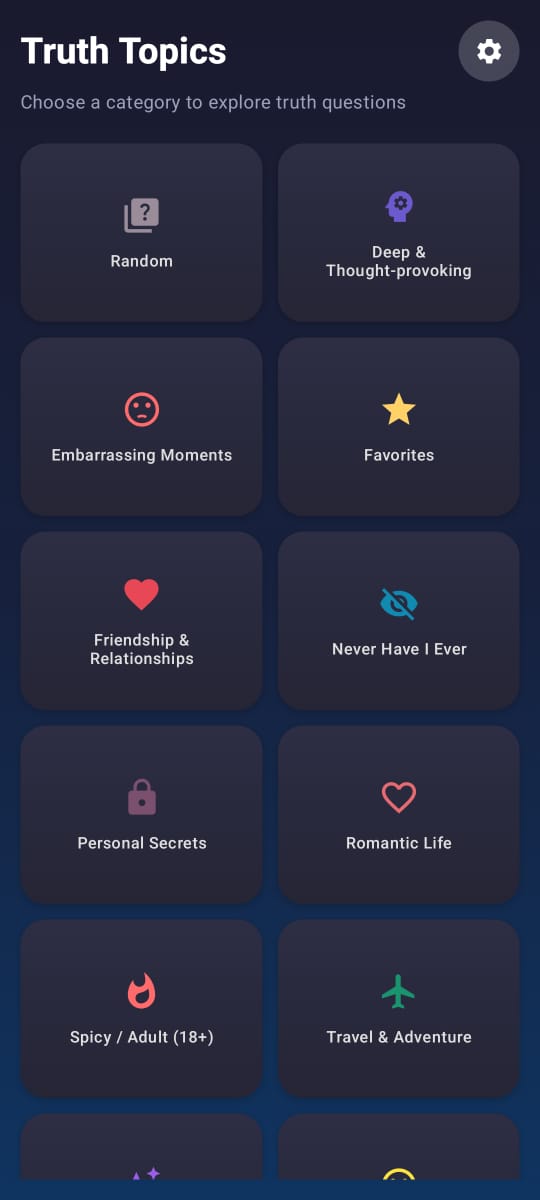 Truth Topics
Choose a category to explore truth questions
Random
Deep &
Thought-provoking
Embarrassing Moments
Favorites
Friendship &
Relationships
Never Have I Ever
Personal Secrets
Romantic Life
Spicy / Adult (18+)
Travel & Adventure